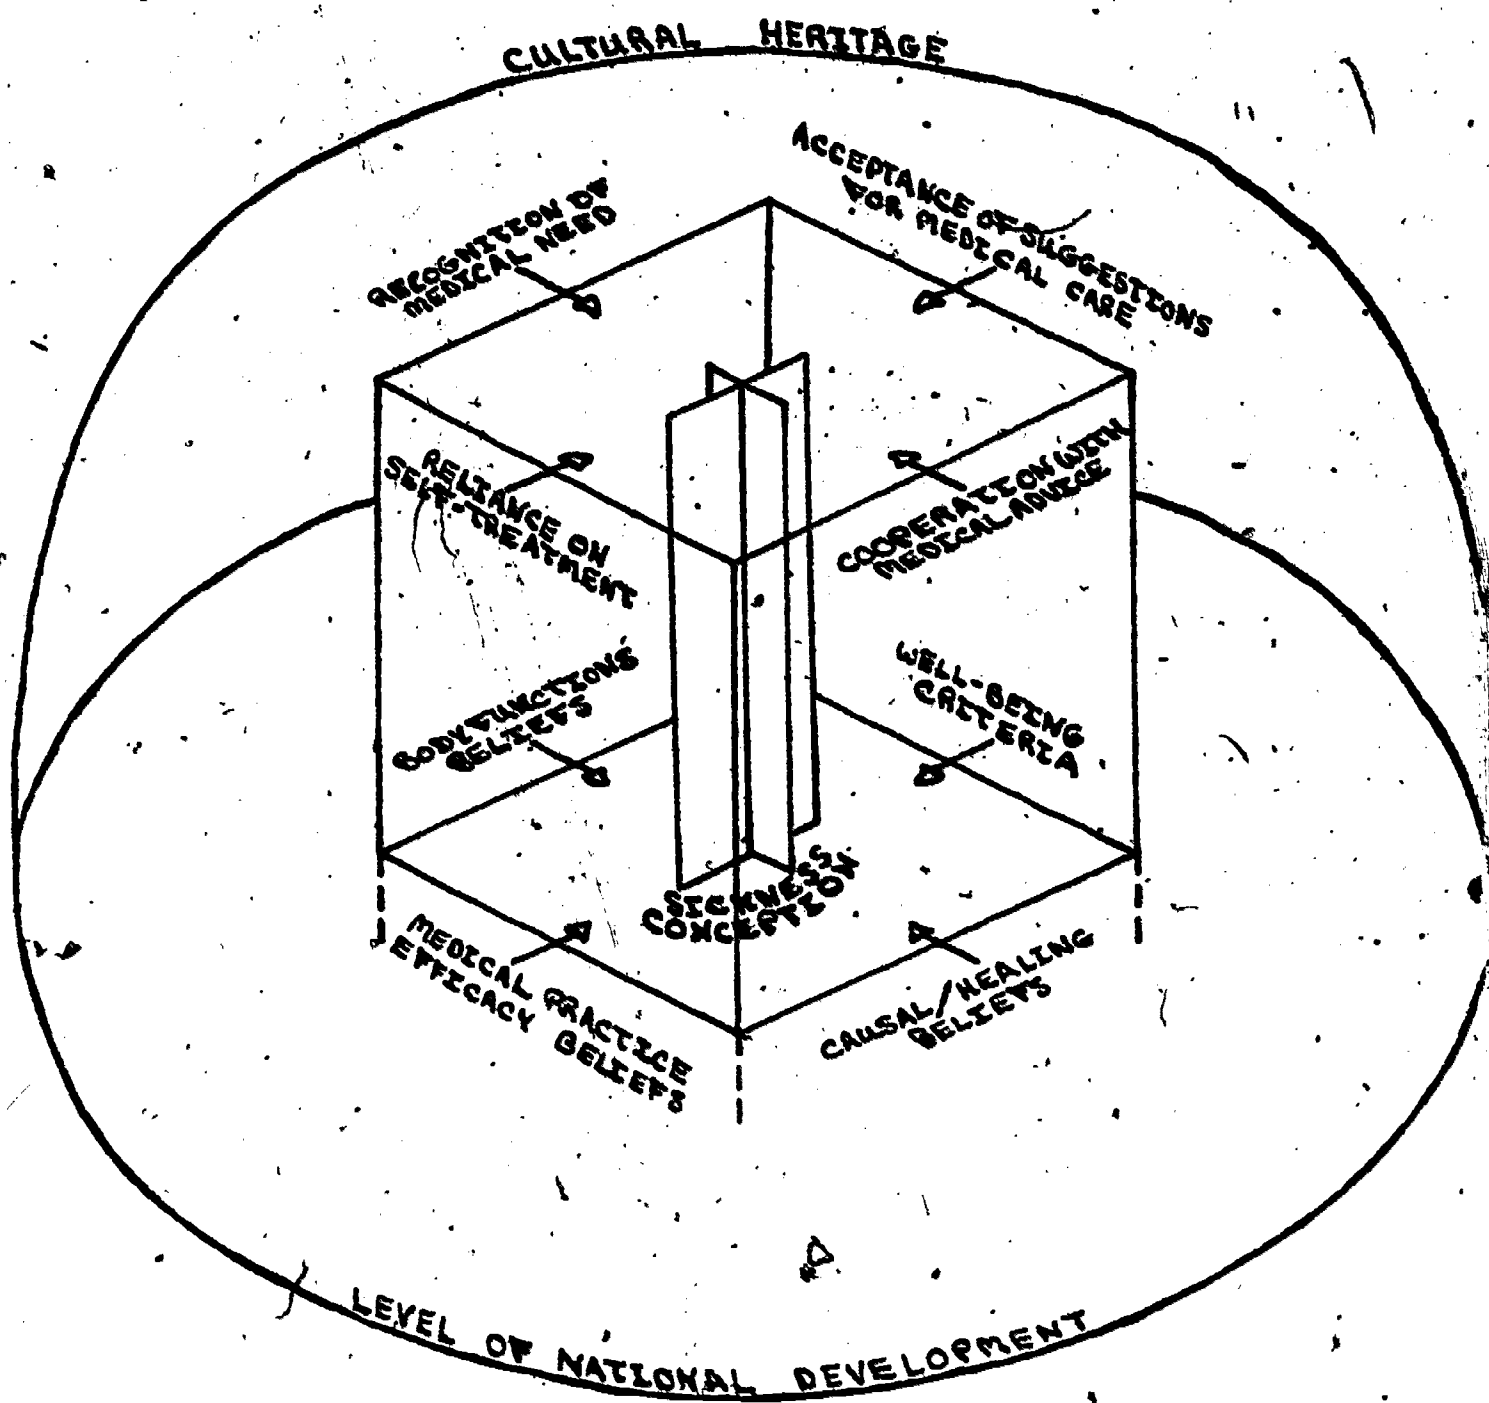 CULTURAL HERITAGE
RECOGNITION OF
MEDICAL NEED
ACCEPTANCE OF SUGGESTIONS
FOR MEDICAL CARE
RELIANCE ON
SELF-TREATMENT
COOPERATION WITH
MEDICAL ADVICE
BODY FUNCTIONS
BELIEFS
WELL-BEING
CRITERIA
SICKNESS
CONCEPTION
MEDICAL PRACTICE
EFFICACY BELIEFS
CAUSAL/HEALING
BELIEFS
LEVEL OF NATIONAL DEVELOPMENT